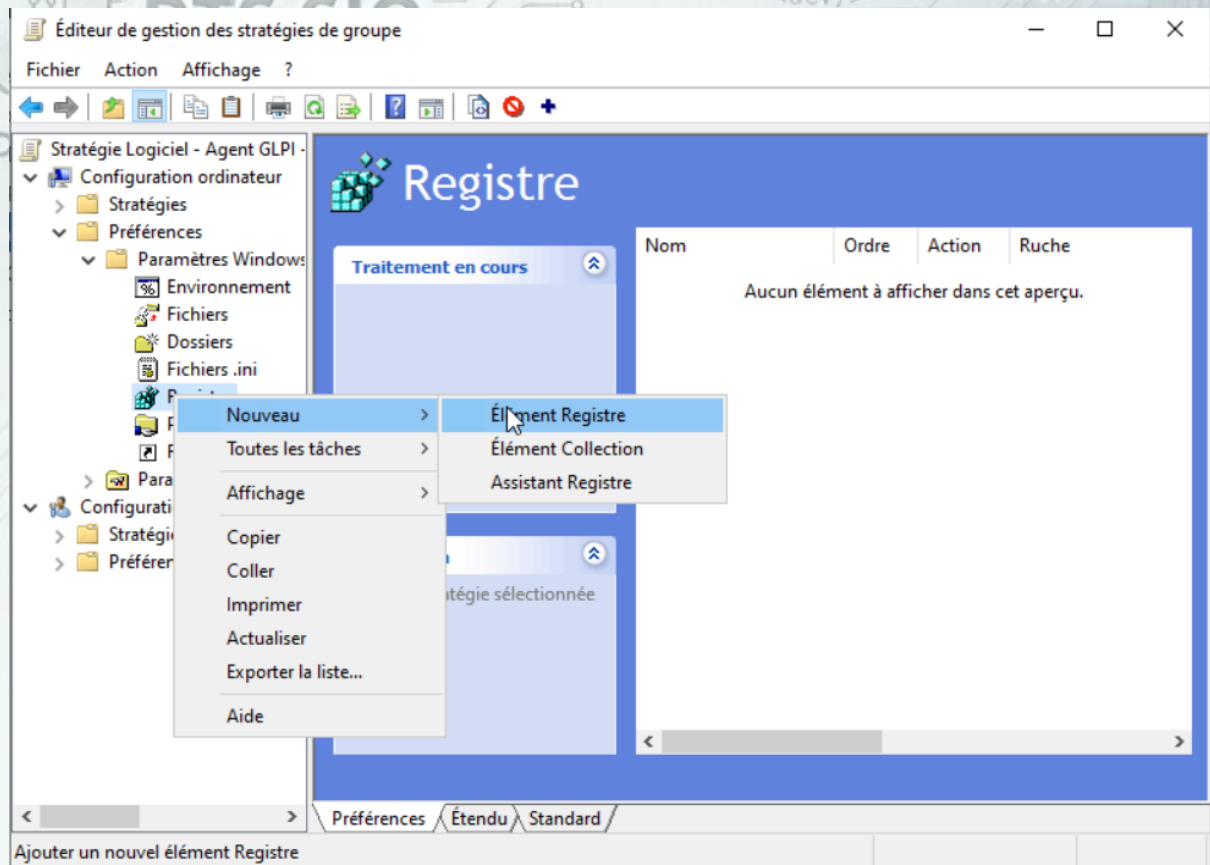 BTS SIO
Éditeur de gestion des stratégies de groupe
Fichier Action Affichage ?
Stratégie Logiciel - Agent GLPI -
Configuration ordinateur
Stratégies
Préférences
Paramètres Windows
Environnement
Fichiers
Dossiers
Fichiers .ini
Para
Configurati
Stratégi
Préféren
Nouveau
Toutes les tâches
Affichage
Copier
Coller
Imprimer
Actualiser
Exporter la liste...
Aide
Élément Registre
Élément Collection
Assistant Registre
Registre
Traitement en cours
tégie sélectionnée
Nom Ordre Action Ruche
Aucun élément à afficher dans cet aperçu.
Préférences Étendu Standard
Ajouter un nouvel élément Registre